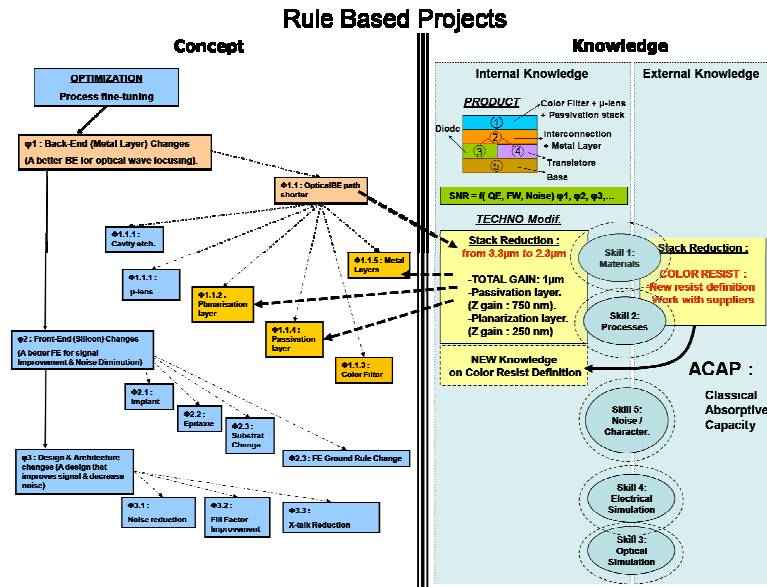 Rule Based Projects
Concept
Knowledge
OPTIMIZATION
Process fine-tuning
φ1 : Back-End (Metal Layer) Changes
(A better BE for optical wave focusing).
Φ1.1 : OpticalBE path
shorter
Φ1.1.1 :
Cavity etch.
Φ1.1.1 :
µ-lens
Φ1.1.2 :
Planarisation
layer
Φ1.1.4 :
Passivation
layer
Φ1.1.5 : Metal
Layers
Φ1.1.3 :
Color Filter
φ2 : Front-End (Silicon) Changes
(A better FE for signal
Improvement & Noise Diminution)
Φ2.1 :
Implant
Φ2.2 :
Epitaxie
Φ2.3 :
Substrat
Change
Φ2.3 : FE Ground Rule Change
φ3 : Design & Architecture
changes (A design that
improves signal & decrease
noise)
Φ3.1 :
Noise reduction
Φ3.2 :
Fill Factor
Improvement
Φ3.3 :
X-talk Reduction
Internal Knowledge
External Knowledge
PRODUCT
Color Filter + µ-lens
+ Passivation stack
Diode
1
2
3
4
5
Interconnection
+ Metal Layer
Transistors
Base
SNR = f( QE, FW, Noise) φ1, φ2, φ3,...
TECHNO Modif.
Stack Reduction :
from 3.3µm to 2.3µm
-TOTAL GAIN: 1µm
-Passivation layer.
(Z gain : 750 nm).
-Planarization layer.
(Z gain : 250 nm)
NEW Knowledge
on Color Resist Definition
Skill 1:
Materials
Skill 2:
Processes
Stack Reduction :
COLOR RESIST :
New resist definition
Work with suppliers
ACAP :
Classical
Absorptive
Capacity
Skill 5:
Noise /
Character.
Skill 4:
Electrical
Simulation
Skill 3:
Optical
Simulation